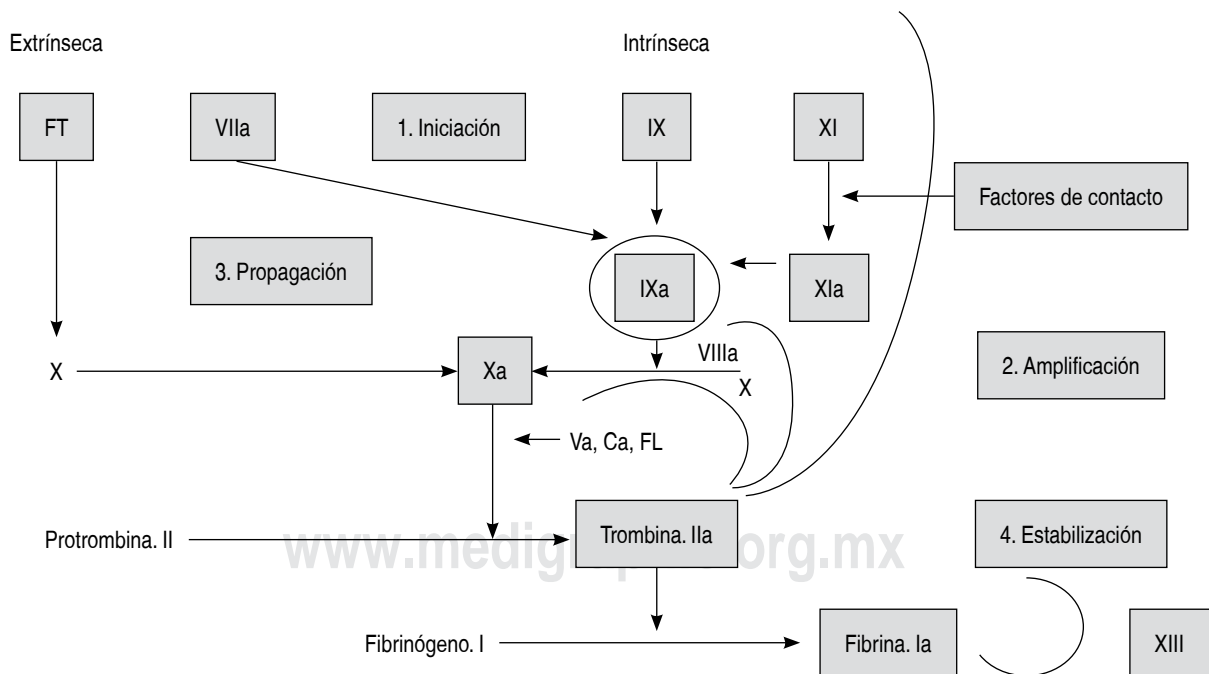 Extrínseca
Intrínseca
FT
VIIa
1. Iniciación
IX
XI
Factores de contacto
3. Propagación
IXa
XIa
VIIIa
X
Xa
X
2. Amplificación
Va, Ca, FL
Protrombina. II
Trombina. IIa
4. Estabilización
www.medigraphic.org.mx
Fibrinógeno. I
Fibrina. Ia
XIII